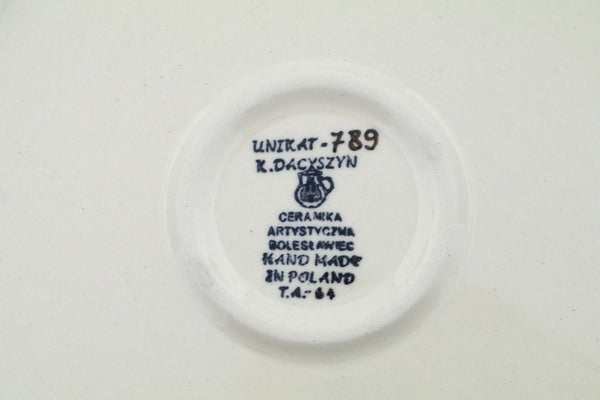 UNIKAT-789
K.DACYSZYN
CERAMIKA
ARTYSTYCZNA
BOLESŁAWIEC
HAND MADE
IN POLAND
T.A.-64